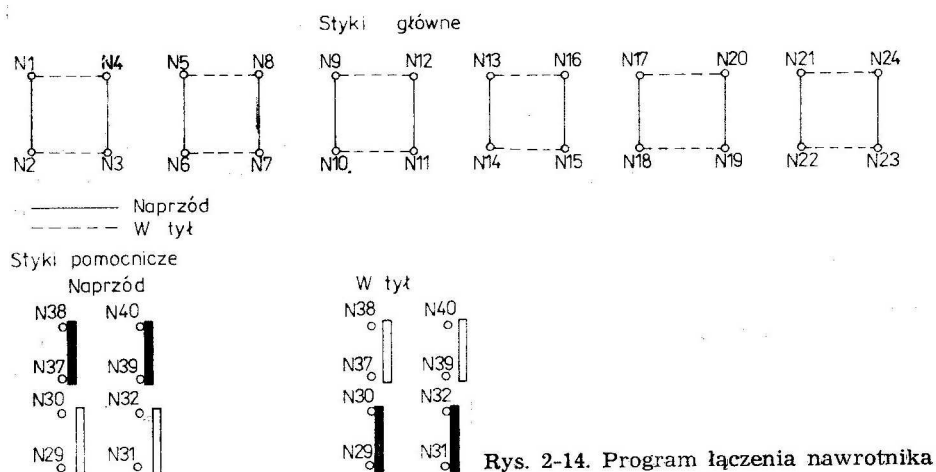 Styki główne
N1 N4 N5 N8 N9 N12 N13 N16 N17 N20 N21 N24
N2 N3 N6 N7 N10. N11 N14 N15 N18 N19 N22 N23
Naprzód
W tył
Styki pomocnicze
Naprzód W tył
N38 N40 N38 N40
N37 N39 N37 N39
N30 N32 N30 N32
N29 N31 N29 N31
Rys. 2-14. Program łączenia nawrotnika